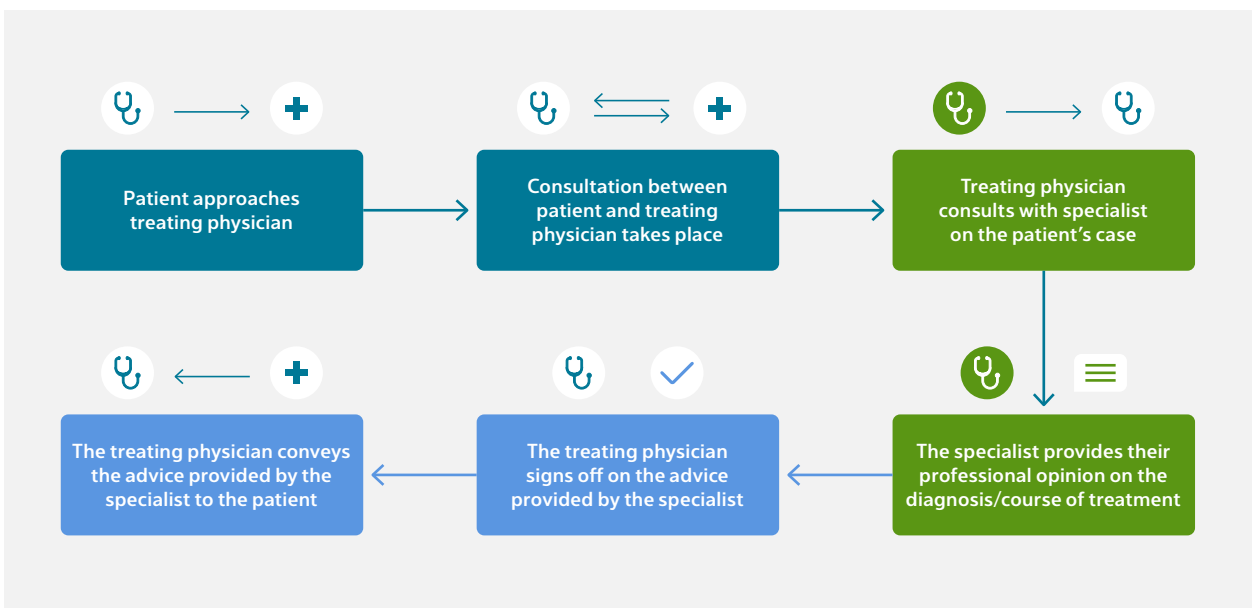 Patient approaches
treating physician
Consultation between
patient and treating
physician takes place
Treating physician
consults with specialist
on the patient’s case
The treating physician conveys
the advice provided by the
specialist to the patient
The treating physician
signs off on the advice
provided by the specialist
The specialist provides their
professional opinion on the
diagnosis/course of treatment